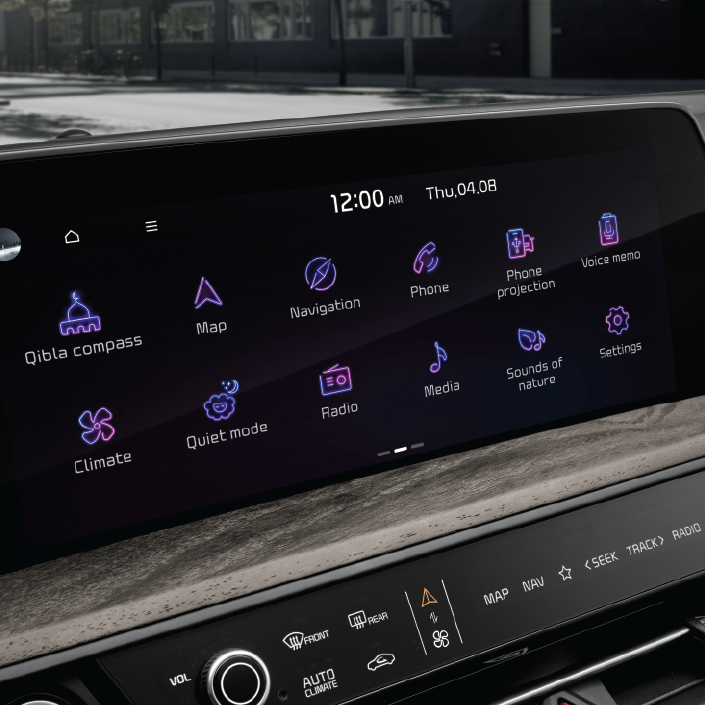 12:00 AM Thu,04.08
Qibla compass
Map
Navigation
Phone
Phone
projection
Voice memo
Climate
Quiet mode
Radio
Media
Sounds of
nature
Settings
VOL
FRONT
REAR
AUTO
CLIMATE
MAP NAV <SEEK TRACK> RADIO